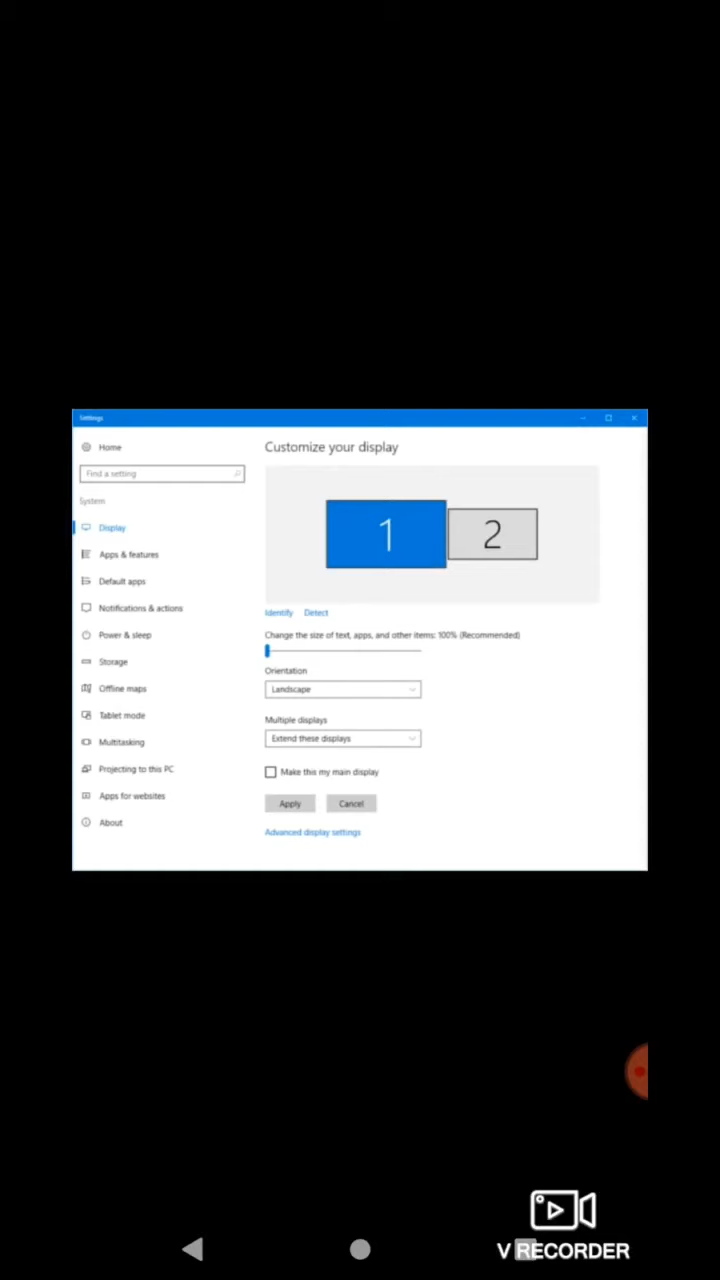 Settings
Home
Customize your display
Find a setting
1
2
System
Display
Apps & features
Default apps
Notifications & actions
Identify Detect
Power & sleep
Change the size of text, apps, and other items: 100% (Recommended)
Storage
Orientation
Offline maps
Landscape
Tablet mode
Multiple displays
Multitasking
Extend these displays
Projecting to this PC
Make this my main display
Apps for websites
Apply
Cancel
About
Advanced display settings
V RECORDER